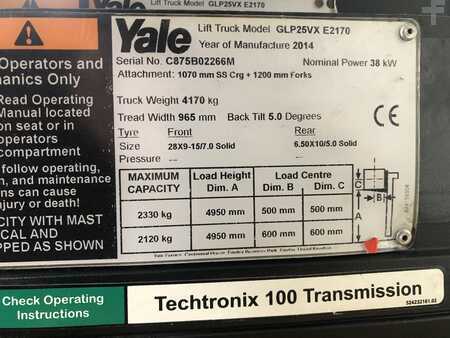 Yale
Lift Truck Model GLP25VX E2170
Year of Manufacture 2014
Serial No. C875B02266M
Nominal Power 38 kW
Attachment: 1070 mm SS Crg + 1200 mm Forks
Truck Weight 4170 kg
Tread Width 965 mm Back Tilt 5.0 Degrees
Tyre Front Rear
Size 28X9-15/7.0 Solid 6.50X10/5.0 Solid
Pressure -- --
MAXIMUM CAPACITY
Load Height Dim. A
Load Centre
Dim. B Dim. C
2330 kg 4950 mm 500 mm 500 mm
2120 kg 4950 mm 600 mm 600 mm
C
B
A
Operators and
hanics Only
Read Operating
Manual located
on seat or in
operators
compartment
follow operating,
n, and maintenance
ns can cause
njury or death!
CITY WITH MAST
CAL AND
PPED AS SHOWN
Check Operating
Instructions
Techtronix 100 Transmission
524232161.02